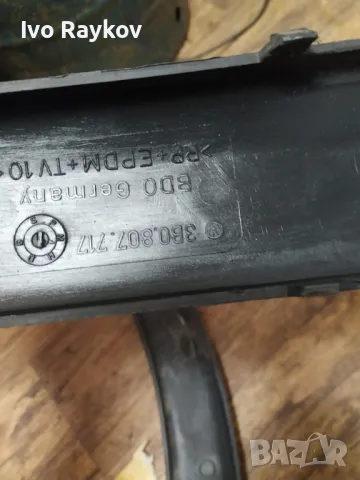 Ivo Raykov
>PP+EPDM+TV10<
BDO Germany
3B0.807.717
BAZAR